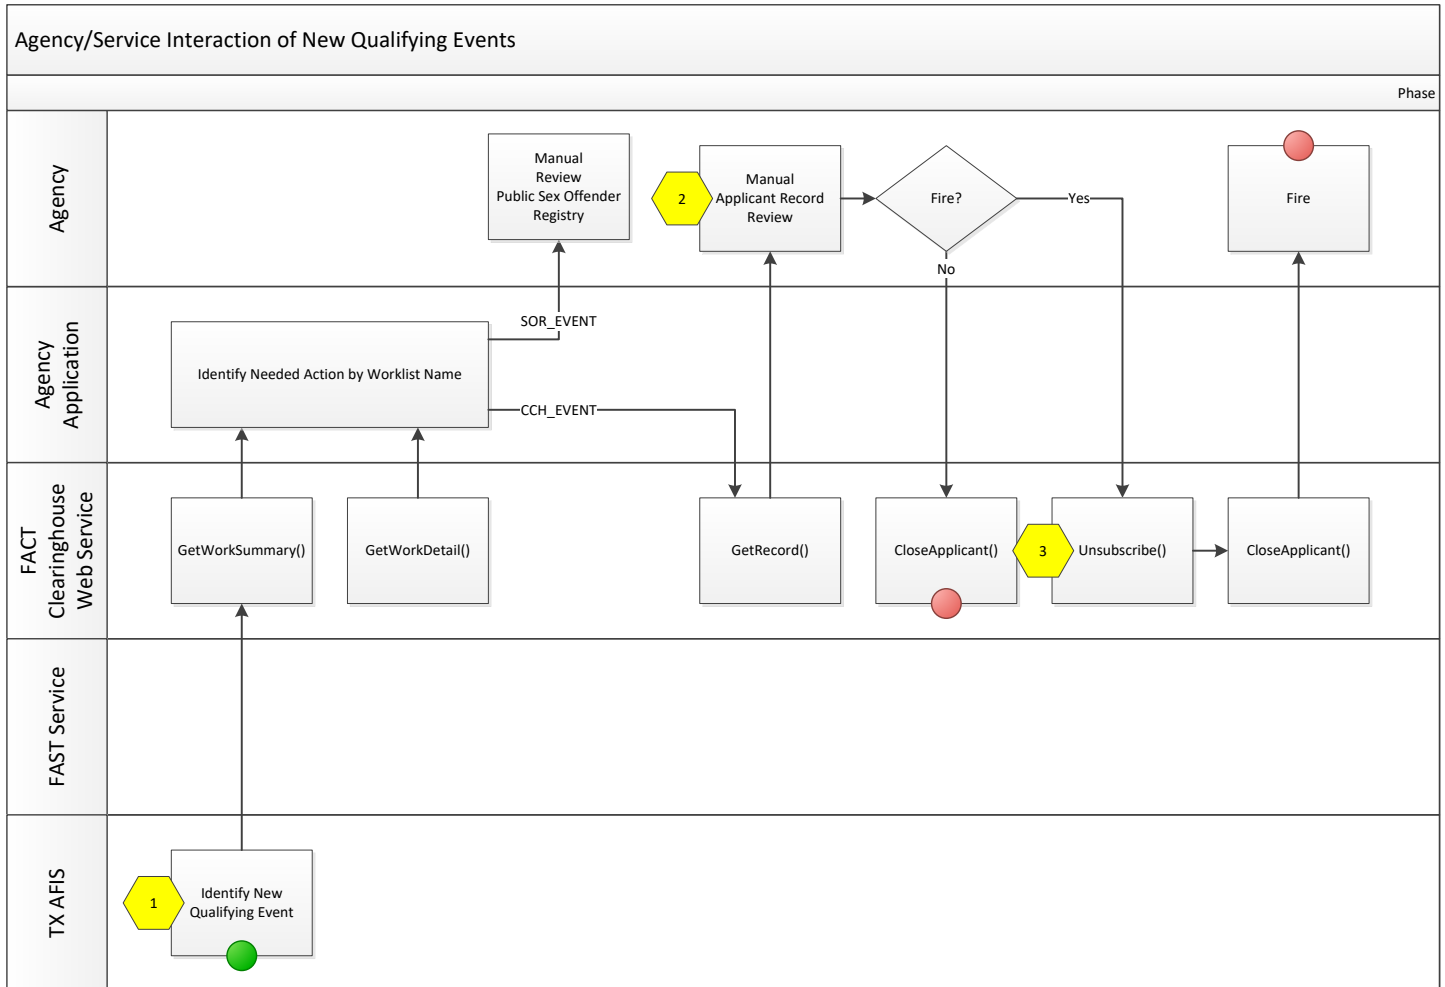 Agency/Service Interaction of New Qualifying Events
Phase
Agency
Manual
Review
Public Sex Offender
Registry
2
Manual
Applicant Record
Review
Fire?
Yes
No
Fire
Agency
Application
Identify Needed Action by Worklist Name
SOR_EVENT
CCH_EVENT
FACT
Clearinghouse
Web Service
GetWorkSummary()
GetWorkDetail()
GetRecord()
CloseApplicant()
3
Unsubscribe()
CloseApplicant()
FAST Service
TX AFIS
1
Identify New
Qualifying Event